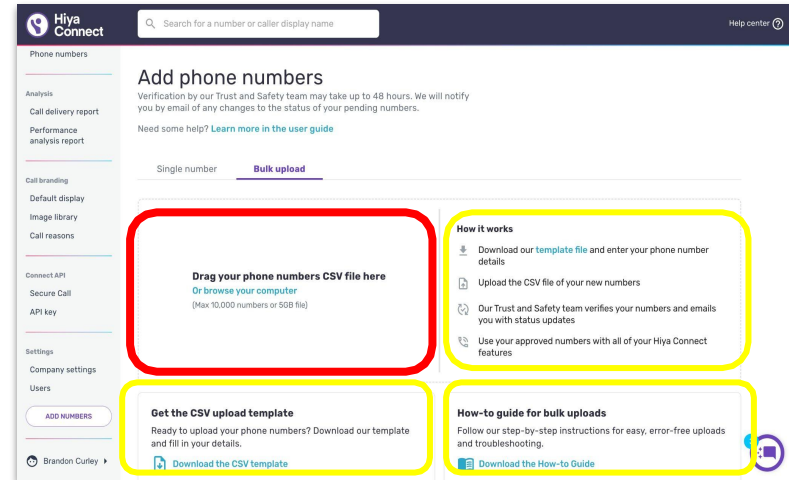 Hiya
Connect
Search for a number or caller display name
Help center
Phone numbers
Analysis
Call delivery report
Performance
analysis report
Call branding
Default display
Image library
Call reasons
Connect API
Secure Call
API key
Settings
Company settings
Users
ADD NUMBERS
Brandon Curley
Add phone numbers
Verification by our Trust and Safety team may take up to 48 hours. We will notify
you by email of any changes to the status of your pending numbers.
Need some help? Learn more in the user guide
Single number
Bulk upload
Drag your phone numbers CSV file here
Or browse your computer
(Max 10,000 numbers or 5GB file)
How it works
Download our template file and enter your phone number
details
Upload the CSV file of your new numbers
Our Trust and Safety team verifies your numbers and emails
you with status updates
Use your approved numbers with all of your Hiya Connect
features
Get the CSV upload template
Ready to upload your phone numbers? Download our template
and fill in your details.
Download the CSV template
How-to guide for bulk uploads
Follow our step-by-step instructions for easy, error-free uploads
and troubleshooting.
Download the How-to Guide